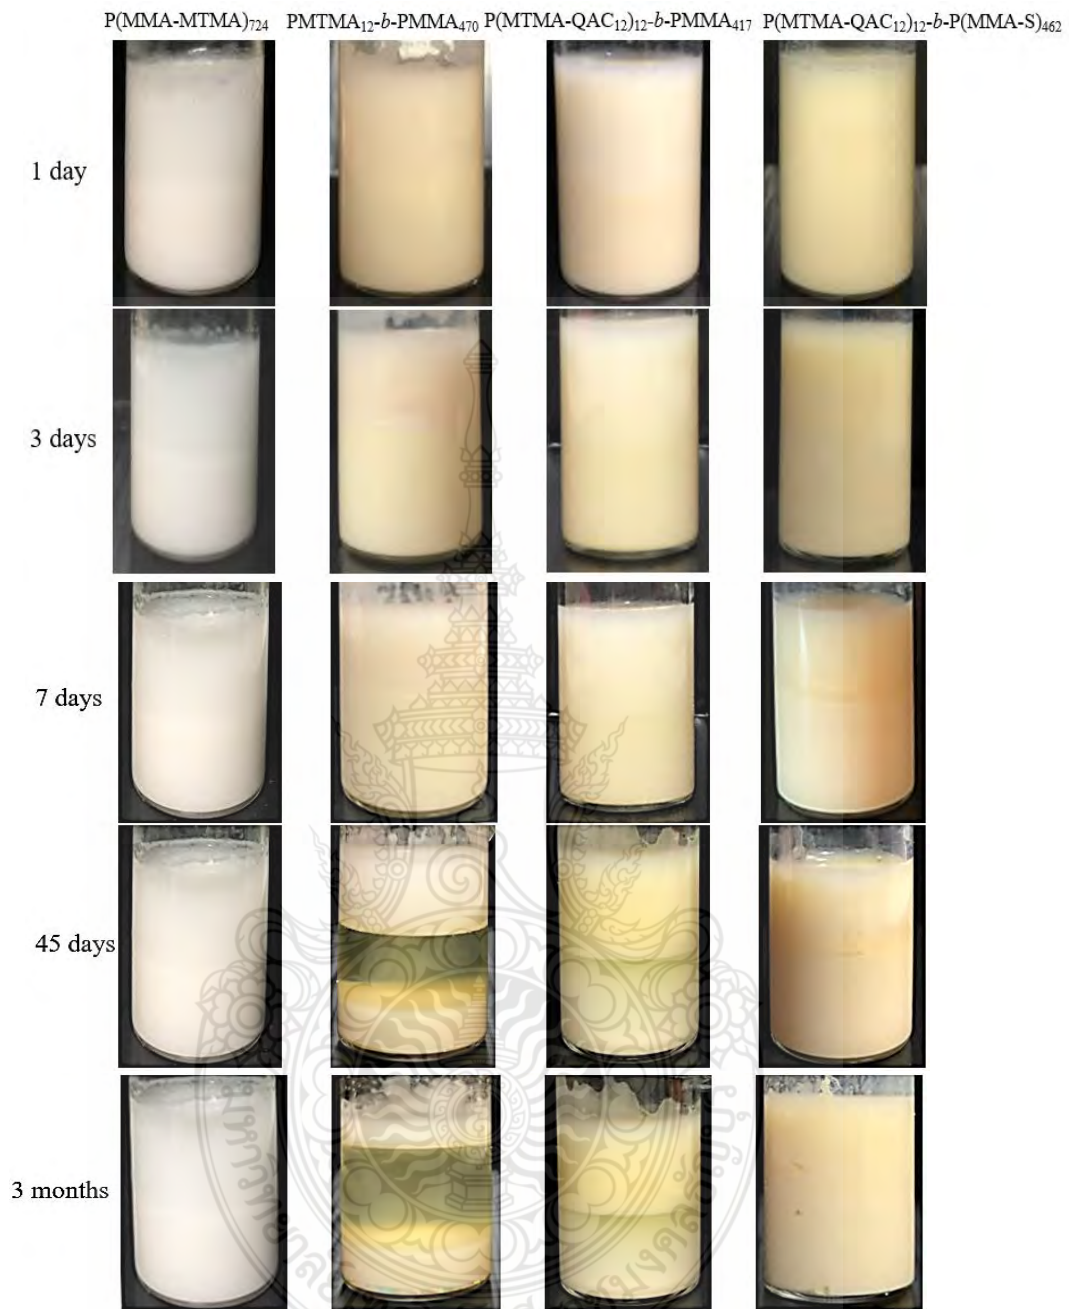 P(MMA-MTMA)₇₂₄ PMTMA₁₂-b-PMMA₄₇₀ P(MTMA-QAC₁₂)₁₂-b-PMMA₄₁₇ P(MTMA-QAC₁₂)₁₂-b-P(MMA-S)₄₆₂
1 day
3 days
7 days
45 days
3 months